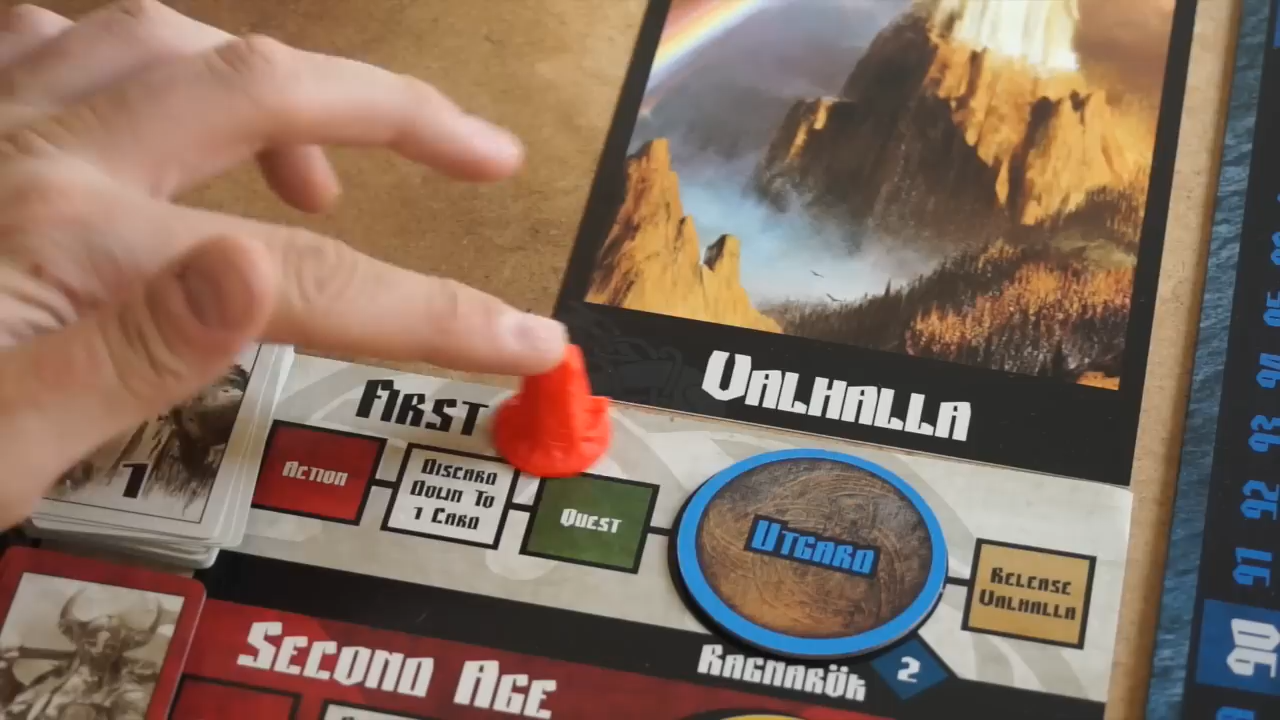 Valhalla
First
Action
Discard
Down To
1 Card
Quest
Utgard
Release
Valhalla
1
Ragnarök
2
Second Age
93
92
91
90